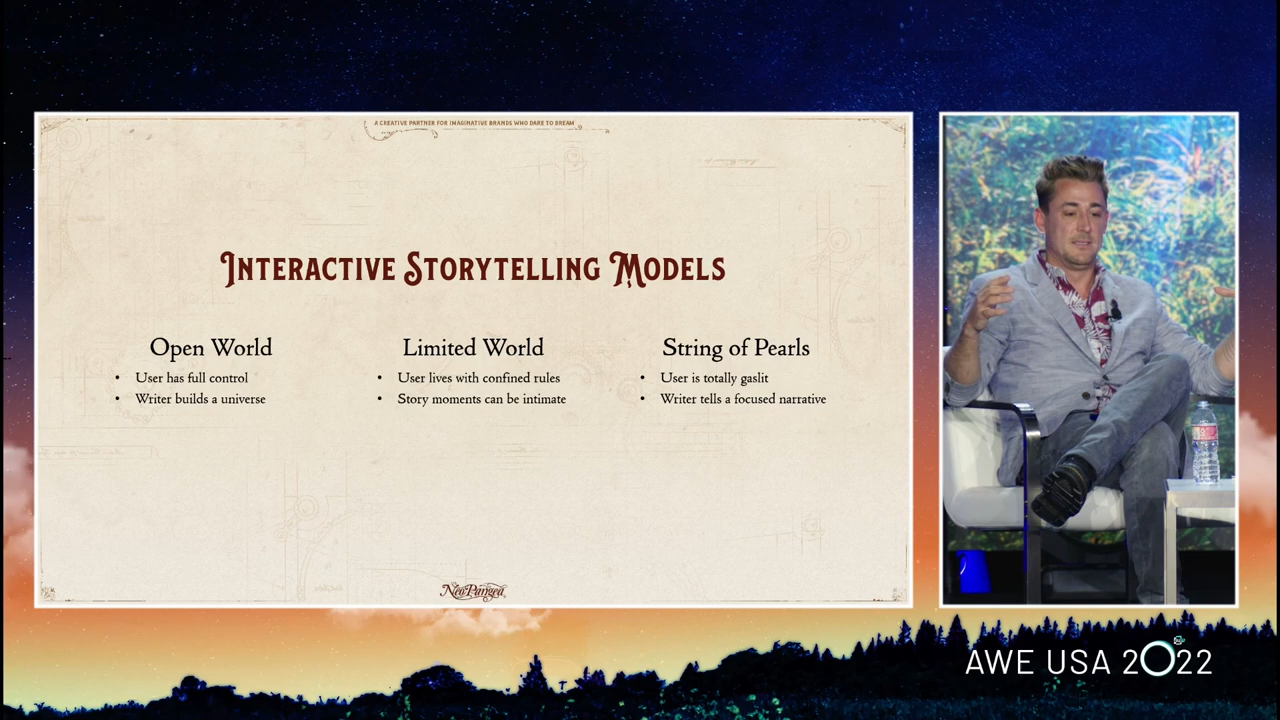 A CREATIVE PARTNER FOR IMAGINATIVE BRANDS WHO DARE TO DREAM
INTERACTIVE STORYTELLING MODELS
Open World
• User has full control
• Writer builds a universe
Limited World
• User lives with confined rules
• Story moments can be intimate
String of Pearls
• User is totally gaslit
• Writer tells a focused narrative
NeoPangea
AWE USA 2022